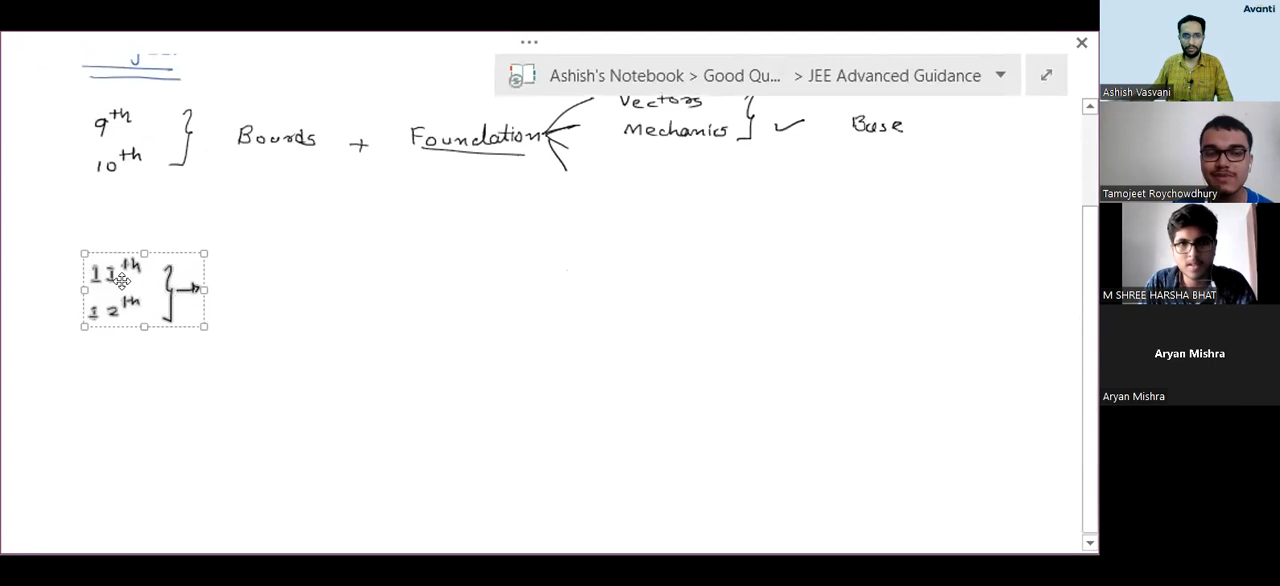 Avanti
Ashish's Notebook > Good Qu... > JEE Advanced Guidance
Ashish Vasvani
Vectors
9th
10th
Boards + Foundation
Mechanics
Base
Tamojeet Roychowdhury
11th
12th
M SHREE HARSHA BHAT
Aryan Mishra
Aryan Mishra